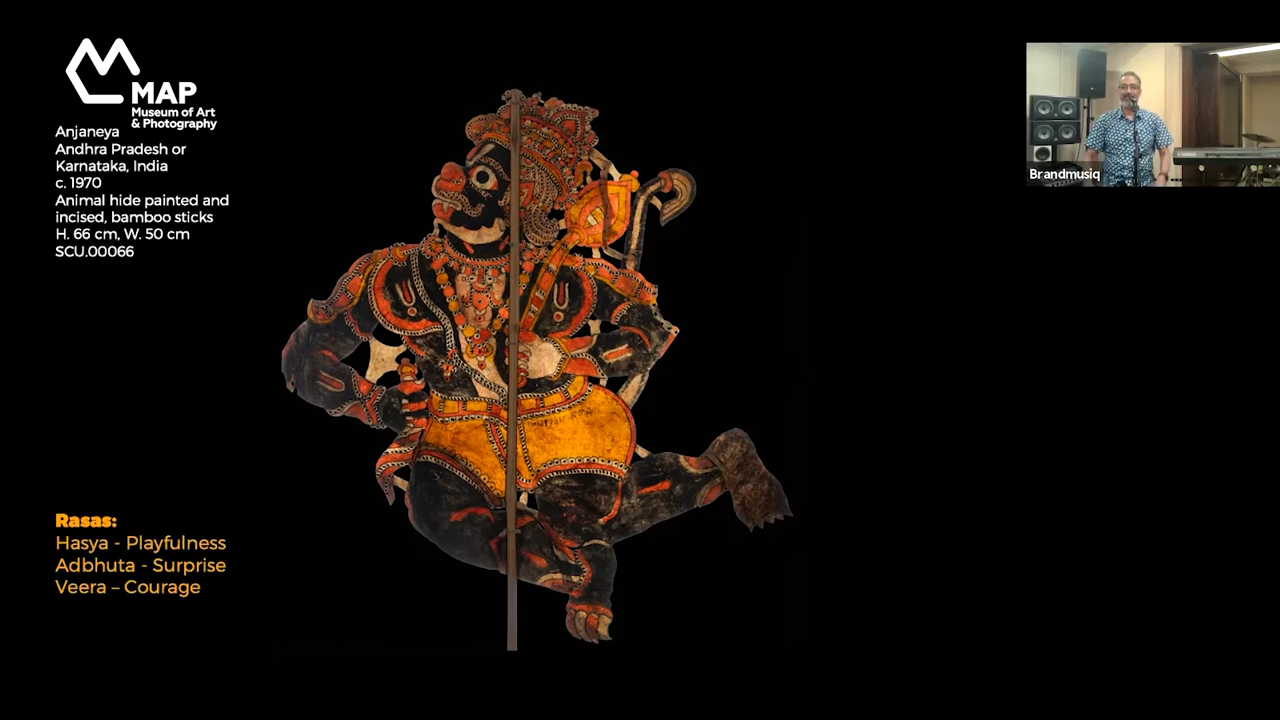 MAP
Museum of Art
& Photography
Anjaneya
Andhra Pradesh or
Karnataka, India
c. 1970
Animal hide painted and
incised, bamboo sticks
H. 66 cm, W. 50 cm
SCU.00066
Rasas:
Hasya - Playfulness
Adbhuta - Surprise
Veera – Courage
Brandmusiq